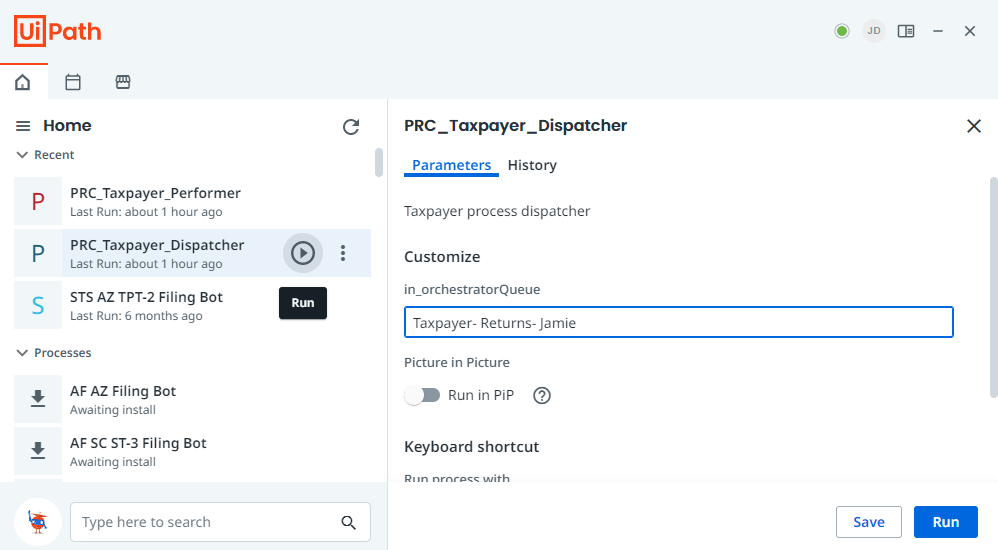 UiPath
JD
Home
Recent
P
PRC_Taxpayer_Performer
Last Run: about 1 hour ago
P
PRC_Taxpayer_Dispatcher
Last Run: about 1 hour ago
Run
S
STS AZ TPT-2 Filing Bot
Last Run: 6 months ago
Processes
AF AZ Filing Bot
Awaiting install
AF SC ST-3 Filing Bot
Awaiting install
Type here to search
PRC_Taxpayer_Dispatcher
Parameters History
Taxpayer process dispatcher
Customize
in_orchestratorQueue
Taxpayer- Returns- Jamie
Picture in Picture
Run in PiP
Keyboard shortcut
Run process with
Save Run